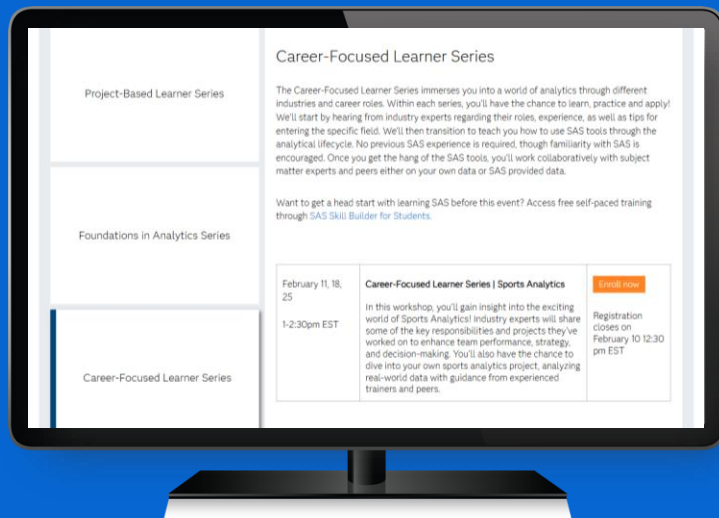 Project-Based Learner Series
Foundations in Analytics Series
Career-Focused Learner Series
Career-Focused Learner Series
The Career-Focused Learner Series immerses you into a world of analytics through different
industries and career roles. Within each series, you'll have the chance to learn, practice and apply!
We'll start by hearing from industry experts regarding their roles, experience, as well as tips for
entering the specific field. We'll then transition to teach you how to use SAS tools through the
analytical lifecycle. No previous SAS experience is required, though familiarity with SAS is
encouraged. Once you get the hang of the SAS tools, you'll work collaboratively with subject
matter experts and peers either on your own data or SAS provided data.
Want to get a head start with learning SAS before this event? Access free self-paced training
through SAS Skill Builder for Students.
February 11, 18,
25
1-2:30pm EST
Career-Focused Learner Series | Sports Analytics
In this workshop, you'll gain insight into the exciting
world of Sports Analytics! Industry experts will share
some of the key responsibilities and projects they've
worked on to enhance team performance, strategy,
and decision-making. You'll also have the chance to
dive into your own sports analytics project, analyzing
real-world data with guidance from experienced
trainers and peers.
Enroll now
Registration
closes on
February 10 12:30
pm EST